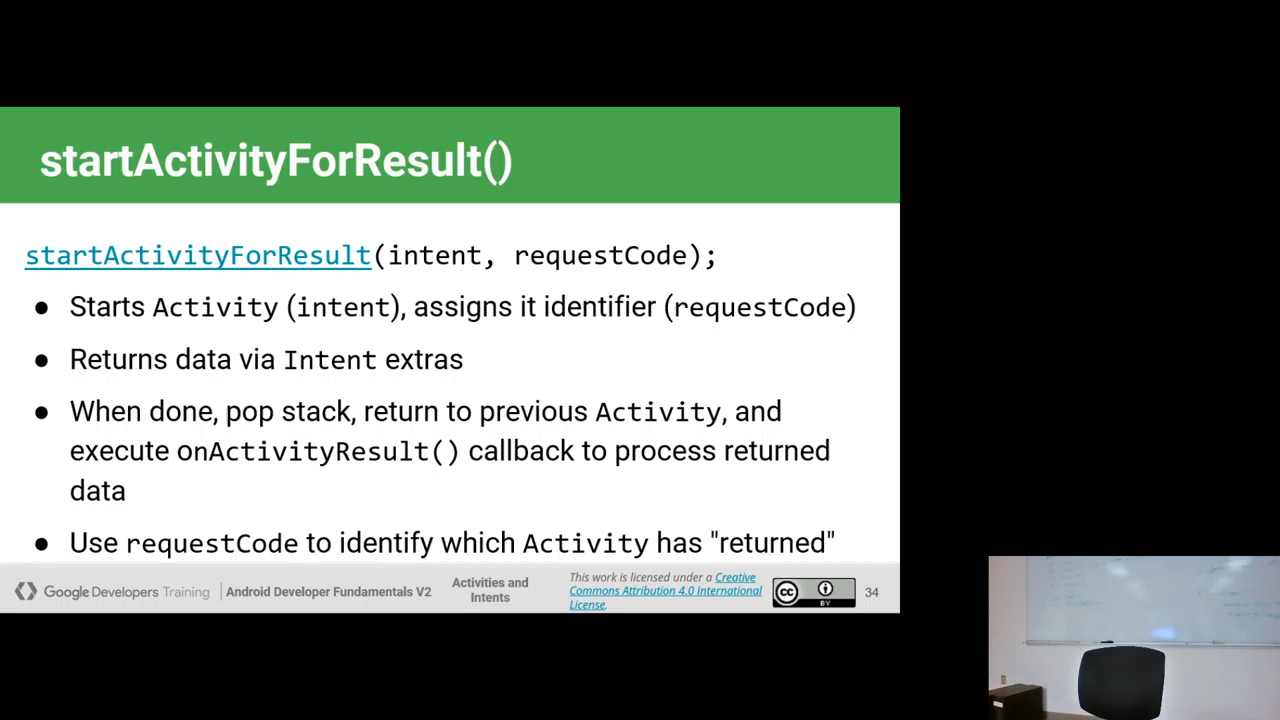 startActivityForResult()
startActivityForResult(intent, requestCode);
● Starts Activity (intent), assigns it identifier (requestCode)
● Returns data via Intent extras
● When done, pop stack, return to previous Activity, and
execute onActivityResult() callback to process returned
data
● Use requestCode to identify which Activity has "returned"
Google Developers Training
Android Developer Fundamentals V2
Activities and
Intents
This work is licensed under a Creative
Commons Attribution 4.0 International
License.
cc
BY
34